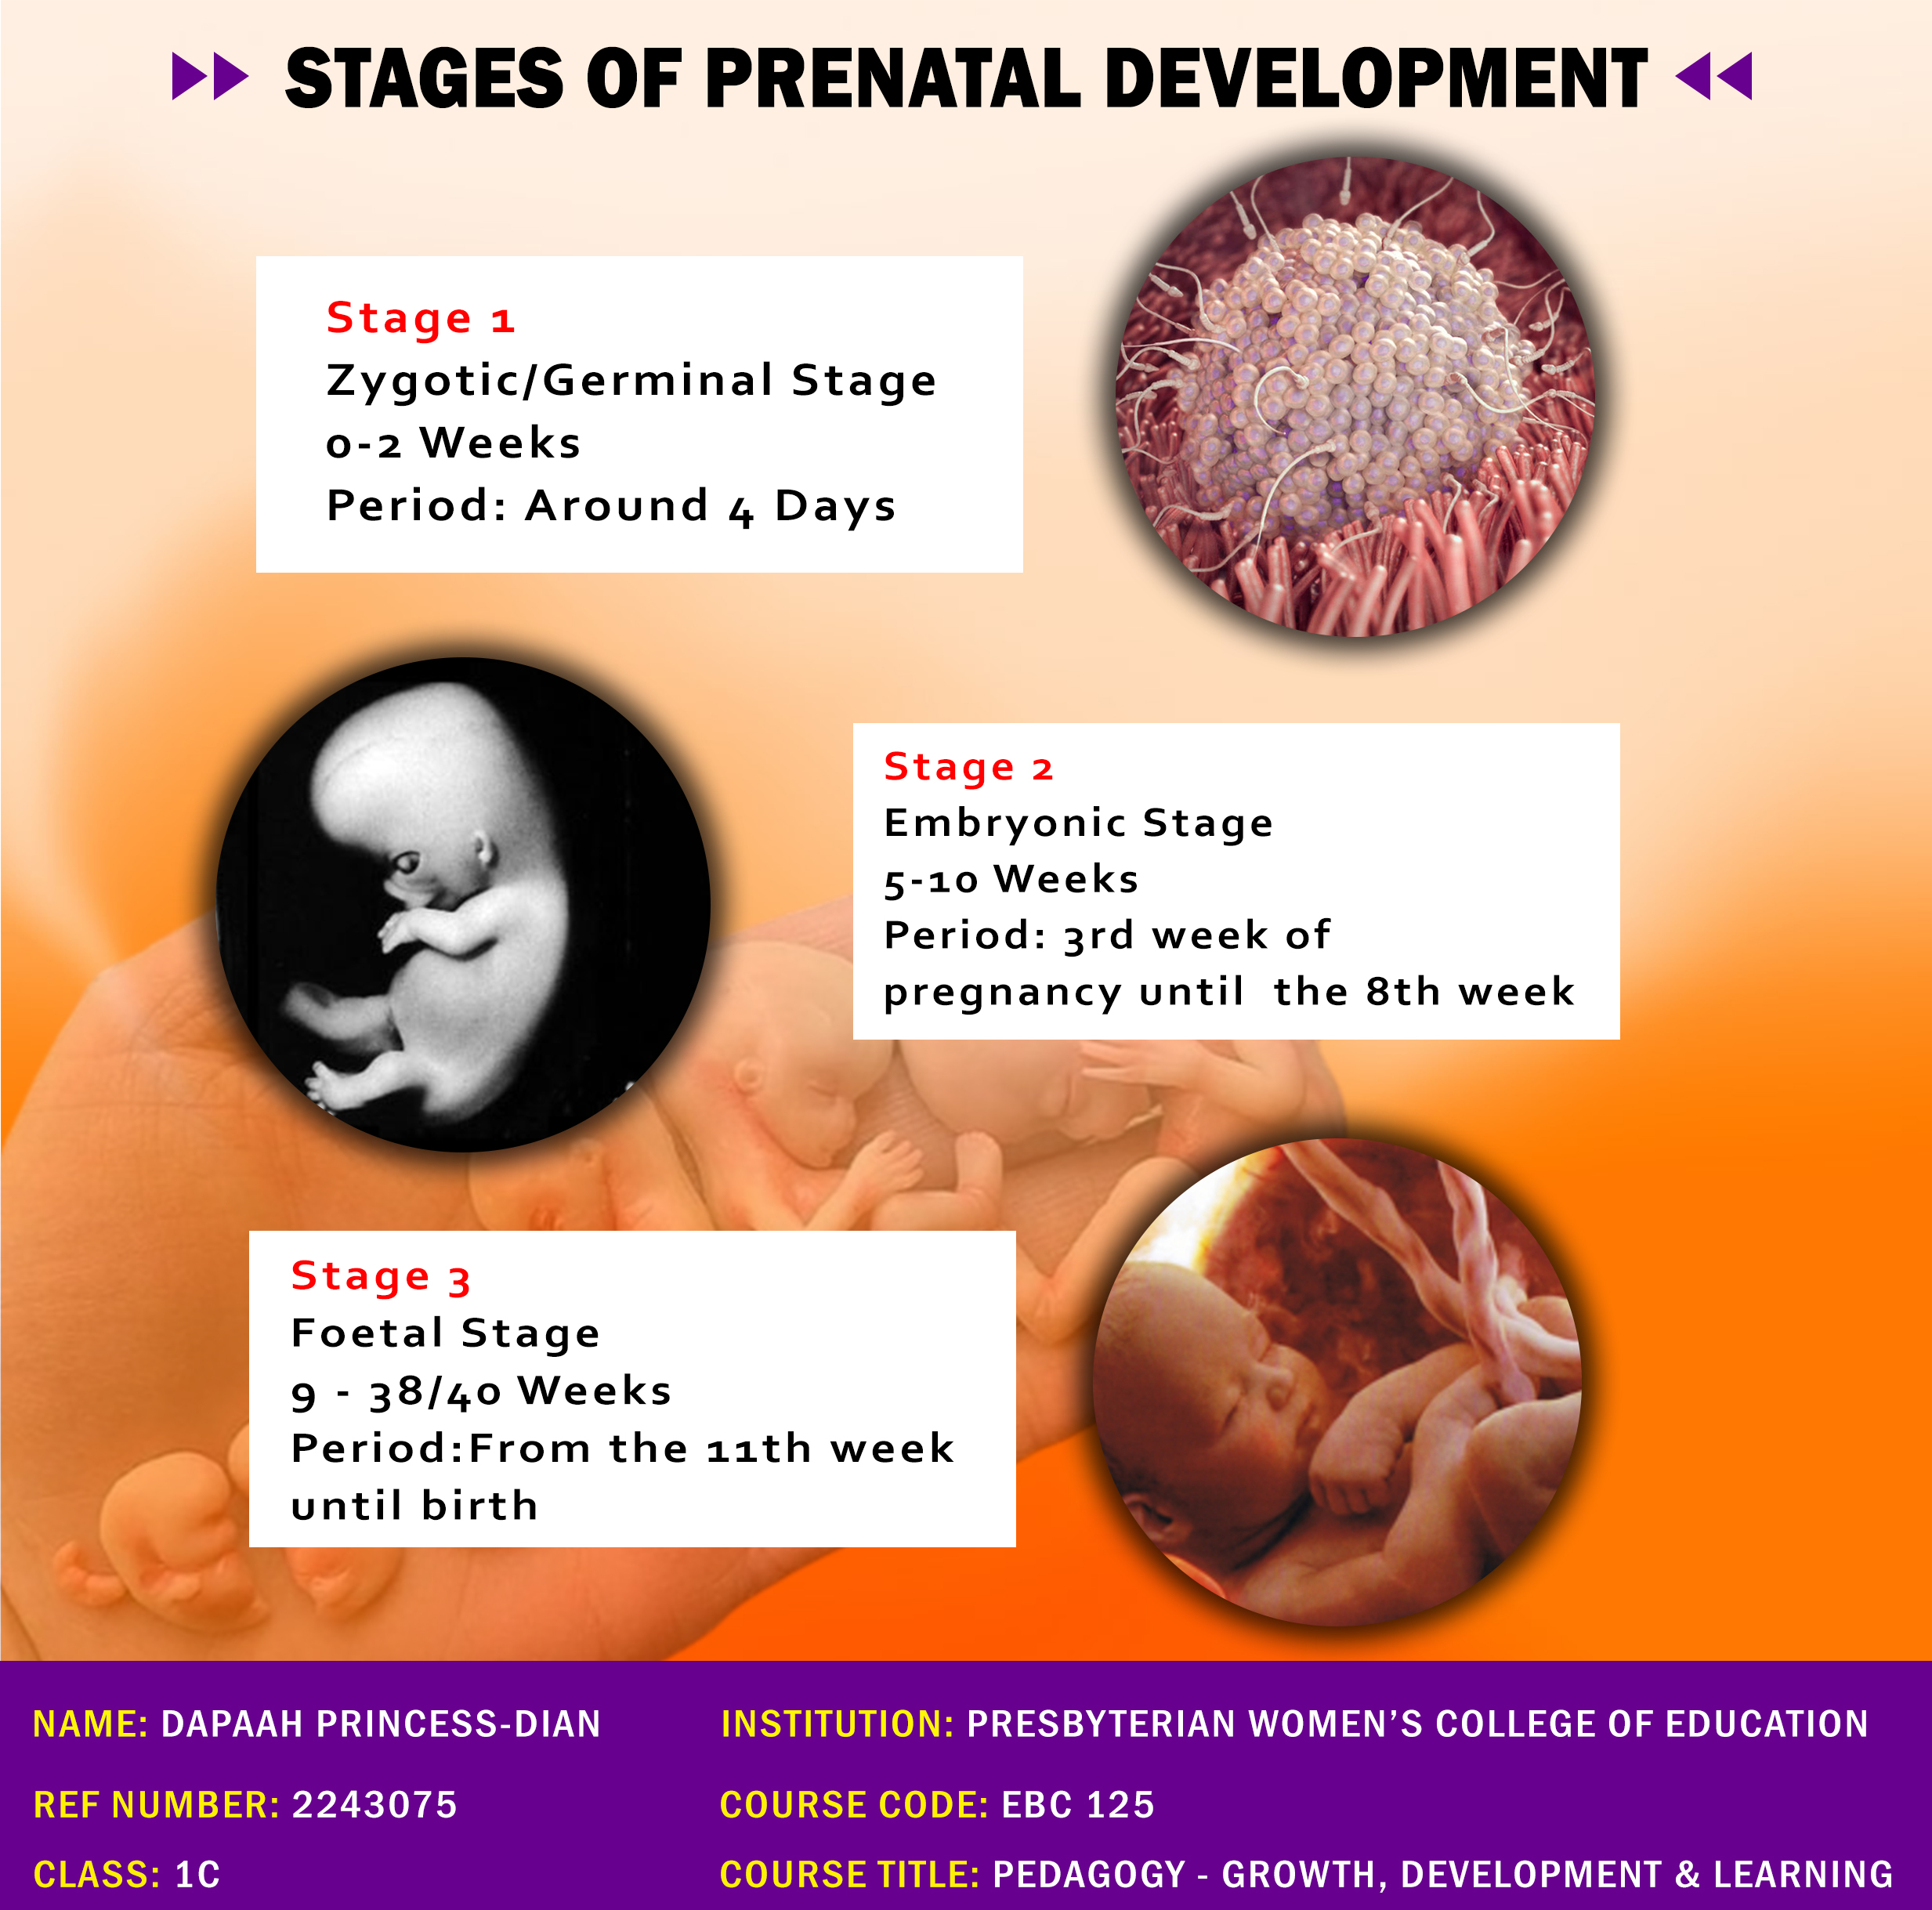 STAGES OF PRENATAL DEVELOPMENT
Stage 1
Zygotic/Germinal Stage
0-2 Weeks
Period: Around 4 Days
Stage 2
Embryonic Stage
5-10 Weeks
Period: 3rd week of
pregnancy until the 8th week
Stage 3
Foetal Stage
9 - 38/40 Weeks
Period:From the 11th week
until birth
NAME: DAPAAH PRINCESS-DIAN
INSTITUTION: PRESBYTERIAN WOMEN’S COLLEGE OF EDUCATION
REF NUMBER: 2243075
COURSE CODE: EBC 125
CLASS: 1C
COURSE TITLE: PEDAGOGY - GROWTH, DEVELOPMENT & LEARNING